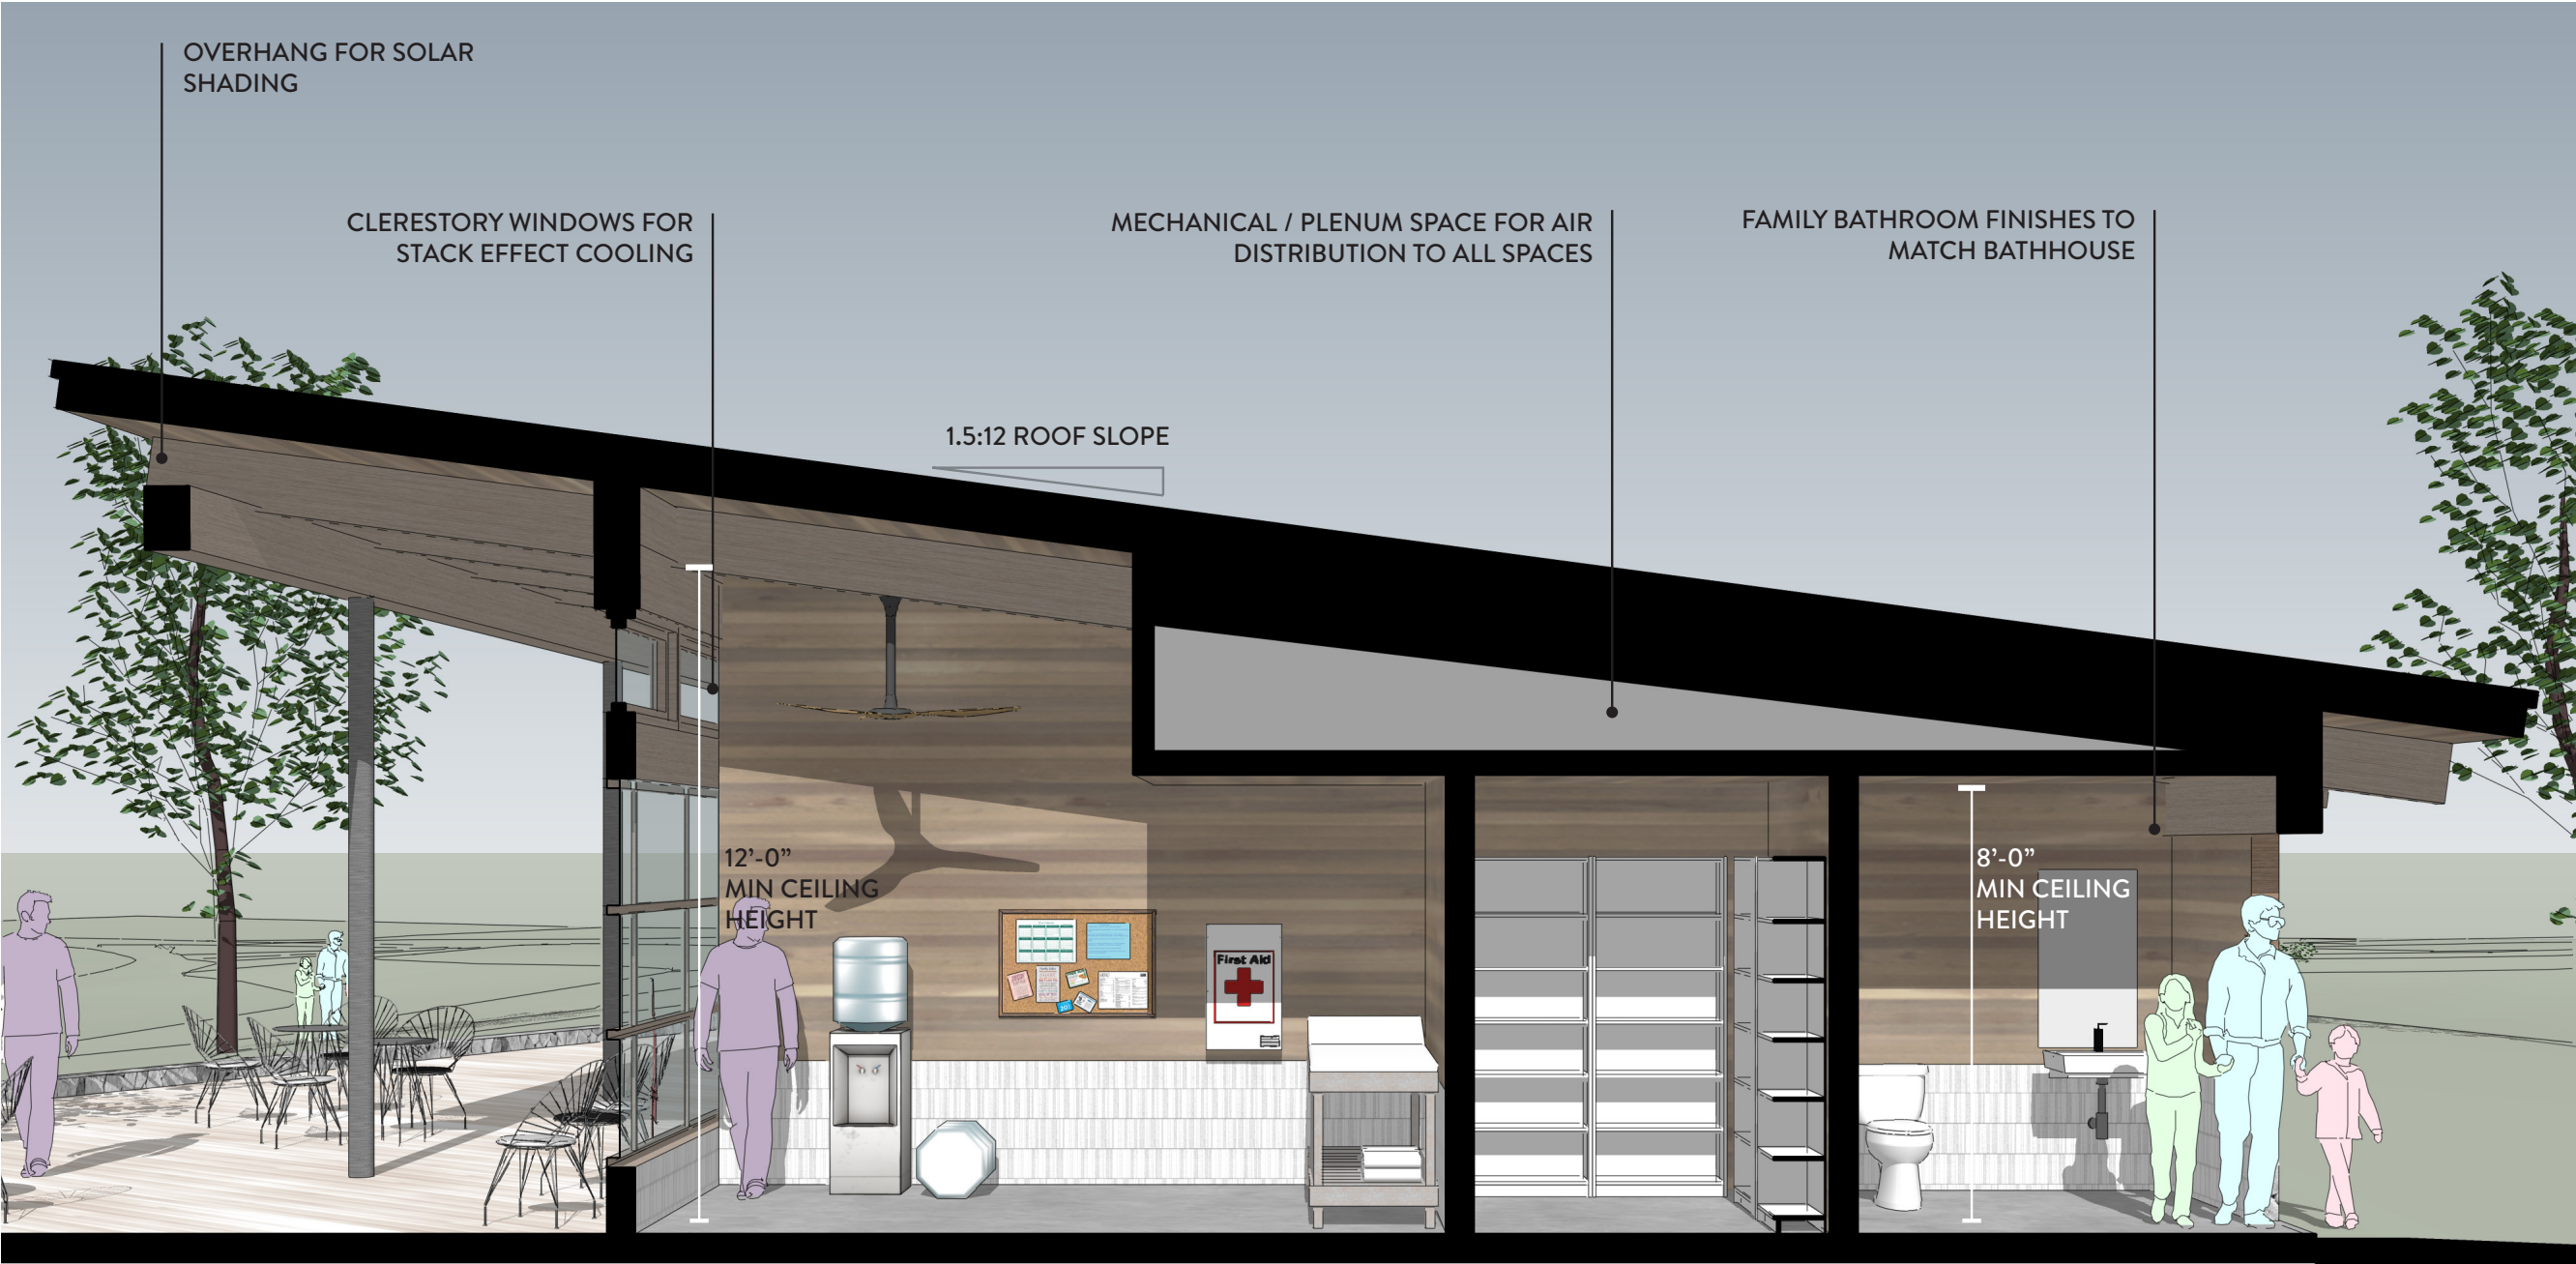 OVERHANG FOR SOLAR
SHADING
CLERESTORY WINDOWS FOR
STACK EFFECT COOLING
MECHANICAL / PLENUM SPACE FOR AIR
DISTRIBUTION TO ALL SPACES
FAMILY BATHROOM FINISHES TO
MATCH BATHHOUSE
1.5:12 ROOF SLOPE
12’-0”
MIN CEILING
HEIGHT
8’-0”
MIN CEILING
HEIGHT
First Aid